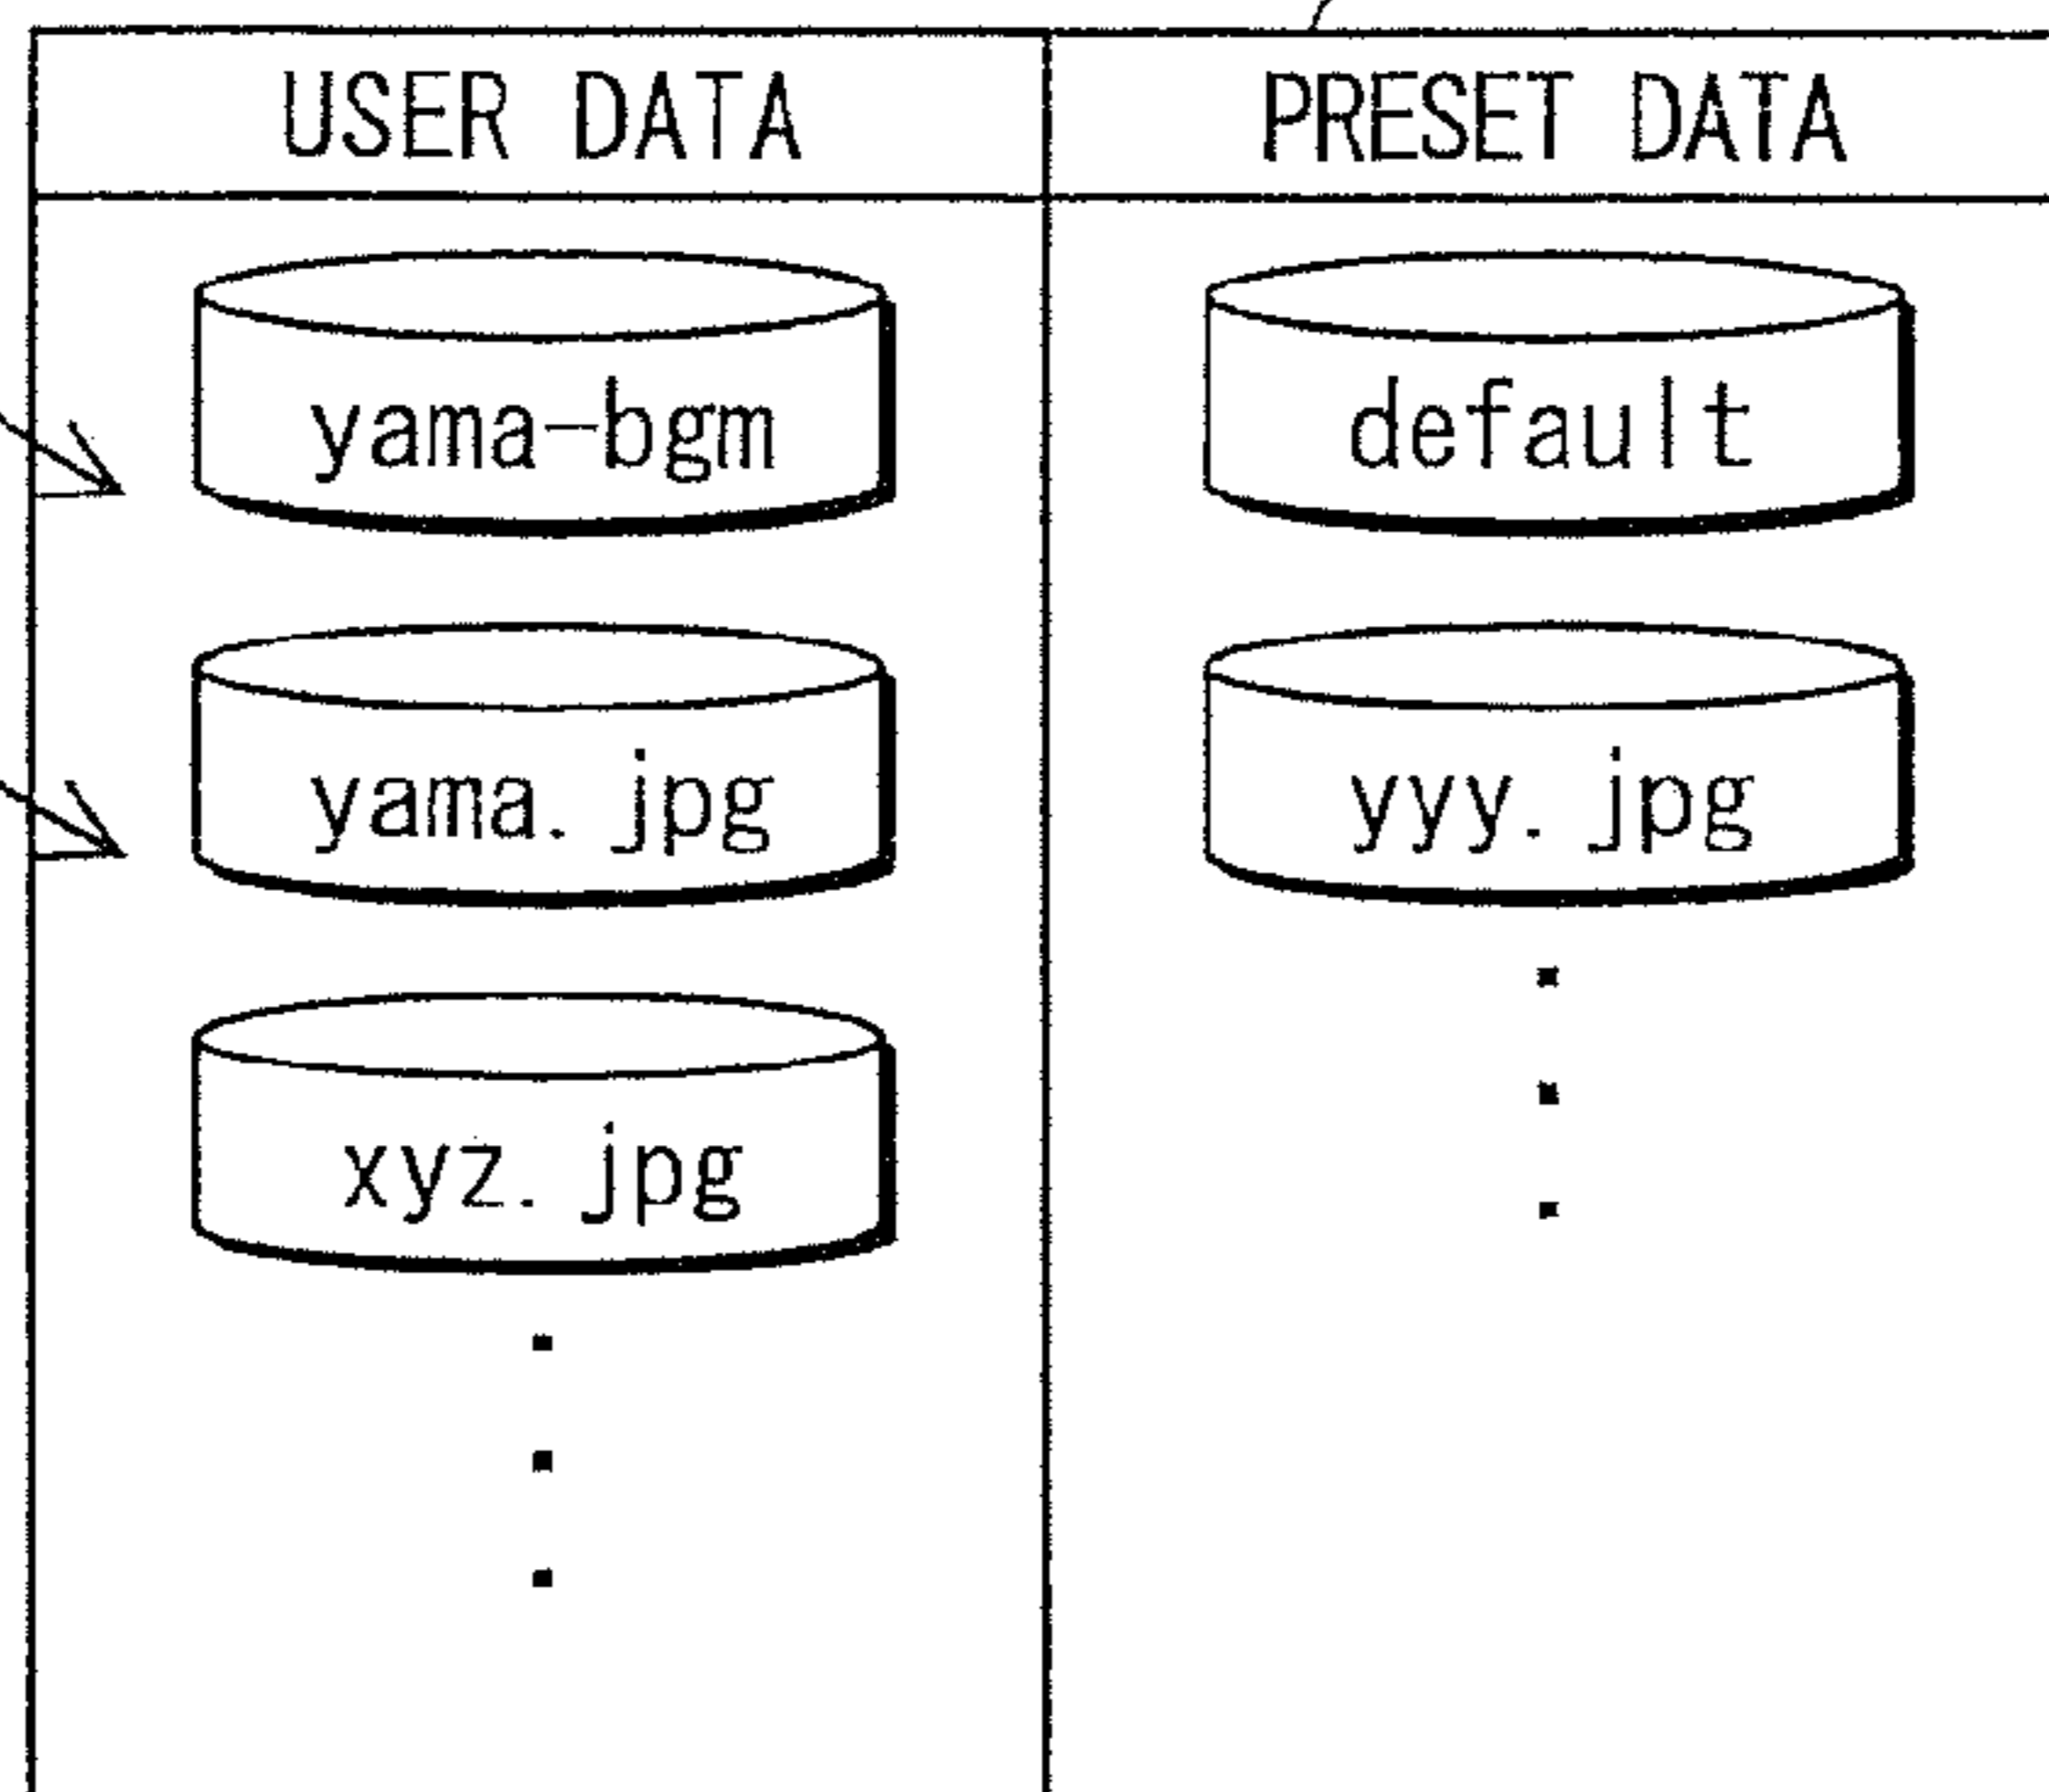 USER DATA
PRESET DATA
yama-bgm
default
yama.jpg
yyy.jpg
xyz.jpg